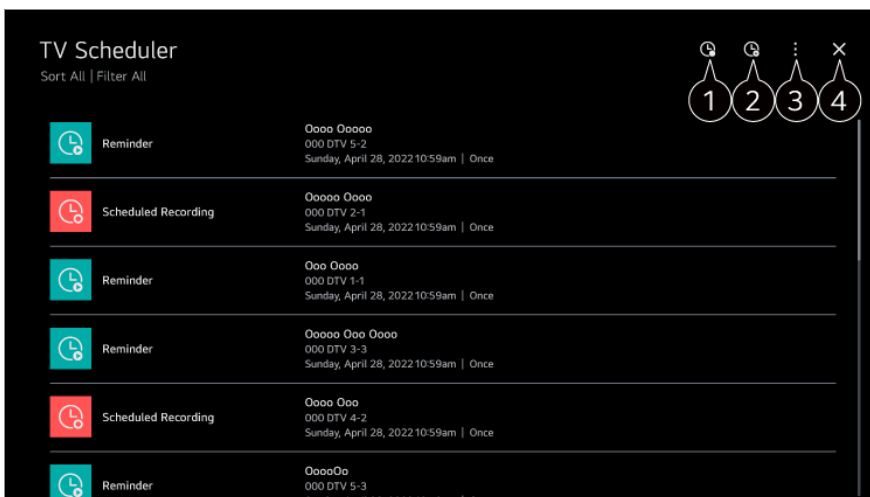 TV Scheduler
Sort All | Filter All
1 2 3 4
Reminder
Oooo Ooooo
000 DTV 5-2
Sunday, April 28, 2022 10:59am | Once
Scheduled Recording
Ooooo Oooo
000 DTV 2-1
Sunday, April 28, 2022 10:59am | Once
Reminder
Ooo Oooo
000 DTV 1-1
Sunday, April 28, 2022 10:59am | Once
Reminder
Ooooo Ooo Oooo
000 DTV 3-3
Sunday, April 28, 2022 10:59am | Once
Scheduled Recording
Oooo Ooo
000 DTV 4-2
Sunday, April 28, 2022 10:59am | Once
Reminder
OoooOo
000 DTV 5-3